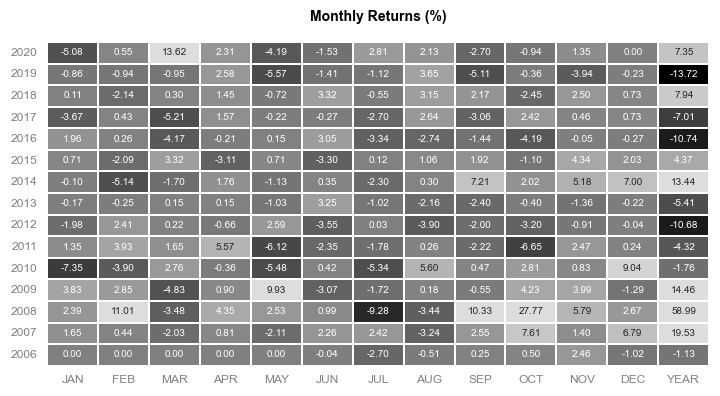 Monthly Returns (%)
2020 -5.08 0.55 13.62 2.31 -4.19 -1.53 2.81 2.13 -2.70 -0.94 1.35 0.00 7.35
2019 -0.86 -0.94 -0.95 2.58 -5.57 -1.41 -1.12 3.65 -5.11 -0.36 -3.94 -0.23 -13.72
2018 0.11 -2.14 0.30 1.45 -0.72 3.32 -0.55 3.15 2.17 -2.45 2.50 0.73 7.94
2017 -3.67 0.43 -5.21 1.57 -0.22 -0.27 -2.70 2.64 -3.06 2.42 0.46 0.73 -7.01
2016 1.96 0.26 -4.17 -0.21 0.15 3.05 -3.34 -2.74 -1.44 -4.19 -0.05 -0.27 -10.74
2015 0.71 -2.09 3.32 -3.11 0.71 -3.30 0.12 1.06 1.92 -1.10 4.34 2.03 4.37
2014 -0.10 -5.14 -1.70 1.76 -1.13 0.35 -2.30 0.30 7.21 2.02 5.18 7.00 13.44
2013 -0.17 -0.25 0.15 0.15 -1.03 3.25 -1.02 -2.16 -2.40 -0.40 -1.36 -0.22 -5.41
2012 -1.98 2.41 0.22 -0.66 2.59 -3.55 0.03 -3.90 -2.00 -3.20 -0.91 -0.04 -10.68
2011 1.35 3.93 1.65 5.57 -6.12 -2.35 -1.78 0.26 -2.22 -6.65 2.47 0.24 -4.32
2010 -7.35 -3.90 2.76 -0.36 -5.48 0.42 -5.34 5.60 0.47 2.81 0.83 9.04 -1.76
2009 3.83 2.85 -4.83 0.90 9.93 -3.07 -1.72 0.18 -0.55 4.23 3.99 -1.29 14.46
2008 2.39 11.01 -3.48 4.35 2.53 0.99 -9.28 -3.44 10.33 27.77 5.79 2.67 58.99
2007 1.65 0.44 -2.03 0.81 -2.11 2.26 2.42 -3.24 2.55 7.61 1.40 6.79 19.53
2006 0.00 0.00 0.00 0.00 0.00 -0.04 -2.70 -0.51 0.25 0.50 2.46 -1.02 -1.13
JAN FEB MAR APR MAY JUN JUL AUG SEP OCT NOV DEC YEAR